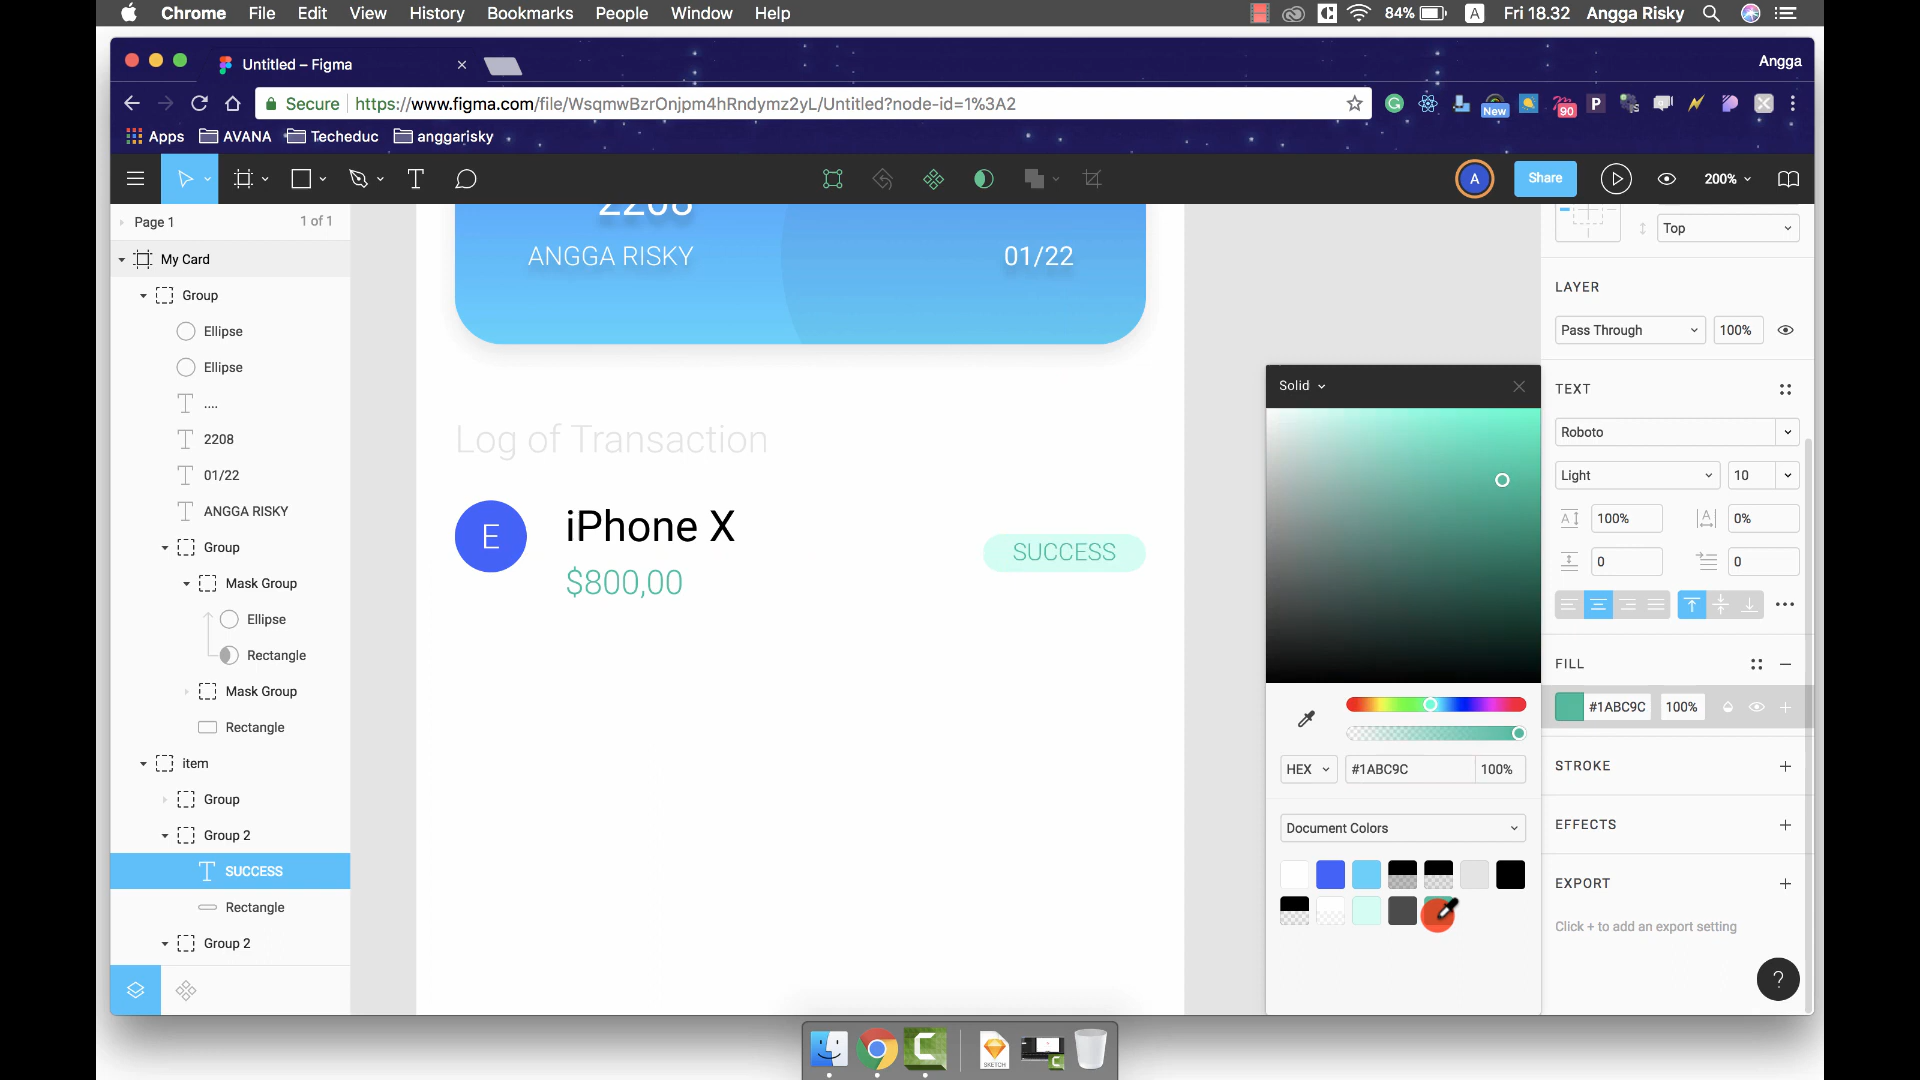 Chrome File Edit View History Bookmarks People Window Help 84% A Fri 18.32 Angga Risky
Untitled – Figma Angga
Secure https://www.figma.com/file/WsqmwBzrOnjpm4hRndymz2yL/Untitled?node-id=1%3A2 New 90 P
Apps AVANA Techeduc anggarisky
T A Share 200%
Page 1 1 of 1
My Card
Group
Ellipse
Ellipse
....
2208
01/22
ANGGA RISKY
Group
Mask Group
Ellipse
Rectangle
Mask Group
Rectangle
item
Group
Group 2
SUCCESS
Rectangle
Group 2
2208
ANGGA RISKY 01/22
Log of Transaction
E iPhone X
$800,00
SUCCESS
Solid
HEX #1ABC9C 100%
Document Colors
Top
LAYER
Pass Through 100%
TEXT
Roboto
Light 10
100% 0%
0 0
FILL
#1ABC9C 100%
STROKE
EFFECTS
EXPORT
Click + to add an export setting
?
SKETCH